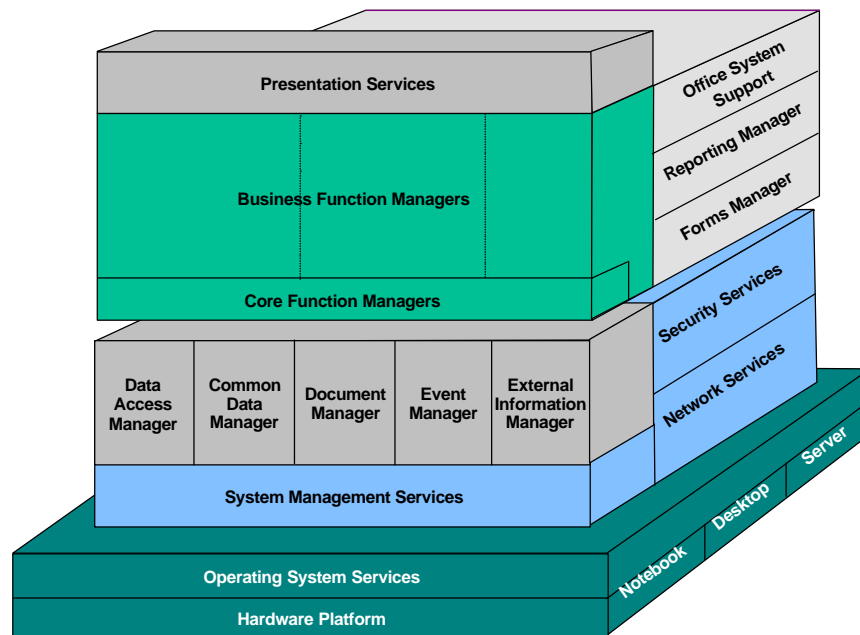 Presentation Services
Office System
Support
Reporting Manager
Business Function Managers
Forms Manager
Core Function Managers
Security Services
Network Services
Data
Access
Manager
Common
Data
Manager
Document
Manager
Event
Manager
External
Information
Manager
System Management Services
Server
Desktop
Notebook
Operating System Services
Hardware Platform